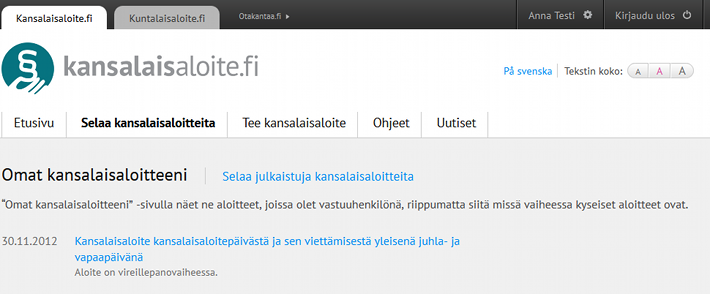 Kansalaisaloite.fi Kuntalaisaloite.fi Otakantaa.fi Anna Testi Kirjaudu ulos
kansalaisaloite.fi
På svenska Tekstin koko: A A A
Etusivu Selaa kansalaisaloitteita Tee kansalaisaloite Ohjeet Uutiset
Omat kansalaisaloitteeni Selaa julkaistuja kansalaisaloitteita
"Omat kansalaisaloitteeni" -sivulla näet ne aloitteet, joissa olet vastuuhenkilönä, riippumatta siitä missä vaiheessa kyseiset aloitteet ovat.
30.11.2012 Kansalaisaloite kansalaisaloitepäivästä ja sen viettämisestä yleisenä juhla- ja
vapaapäivänä
Aloite on vireillepanovaiheessa.